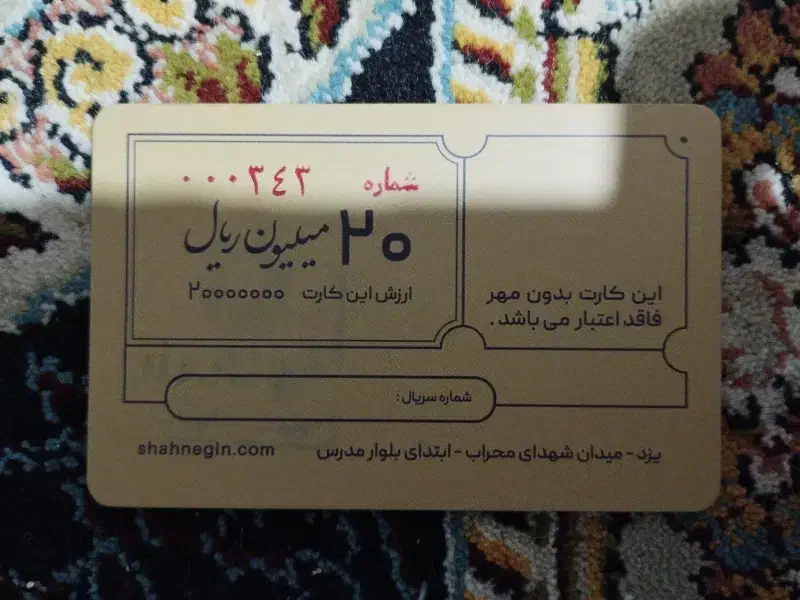 شماره ۰۰۰۳۴۳
۲۰ میلیون ریال
ارزش این کارت ۲۰۰۰۰۰۰۰
این کارت بدون مهر
فاقد اعتبار می باشد.
شماره سریال:
یزد - میدان شهدای محراب - ابتدای بلوار مدرس shahnegin.com